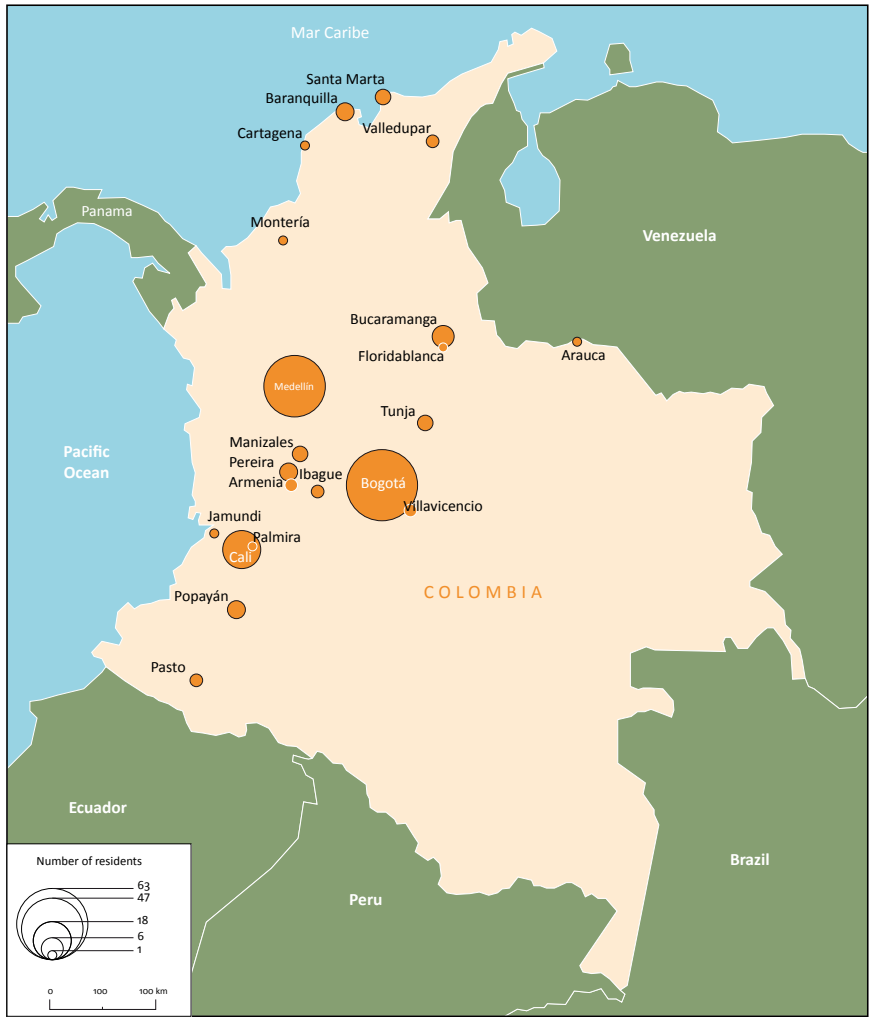 Mar Caribe
Santa Marta
Baranquilla
Cartagena
Valledupar
Panama
Montería
Venezuela
Bucaramanga
Floridablanca
Arauca
Medellín
Tunja
Manizales
Pereira
Ibague
Armenia
Bogotá
Villavicencio
Pacific
Ocean
Jamundi
Palmira
Cali
COLOMBIA
Popayán
Pasto
Ecuador
Peru
Brazil
Number of residents
63
47
18
6
1
0 100 100 km